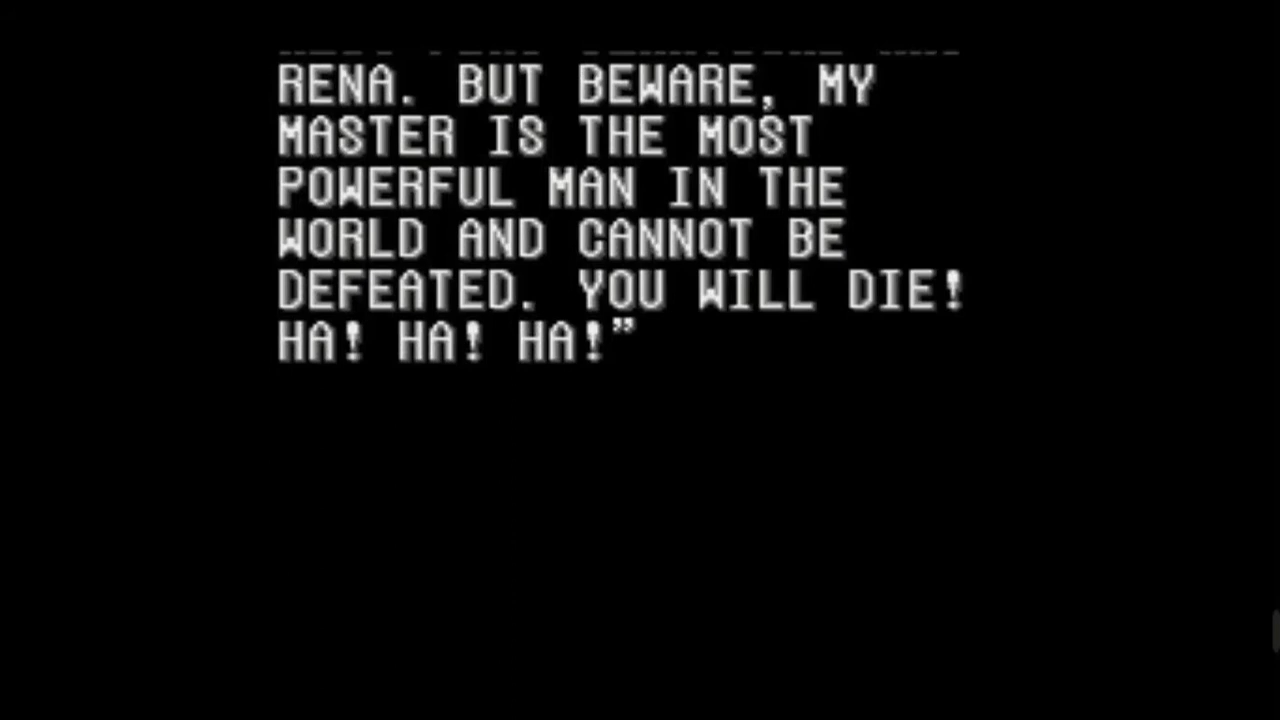 RENA. BUT BEWARE, MY
MASTER IS THE MOST
POWERFUL MAN IN THE
WORLD AND CANNOT BE
DEFEATED. YOU WILL DIE!
HA! HA! HA!”